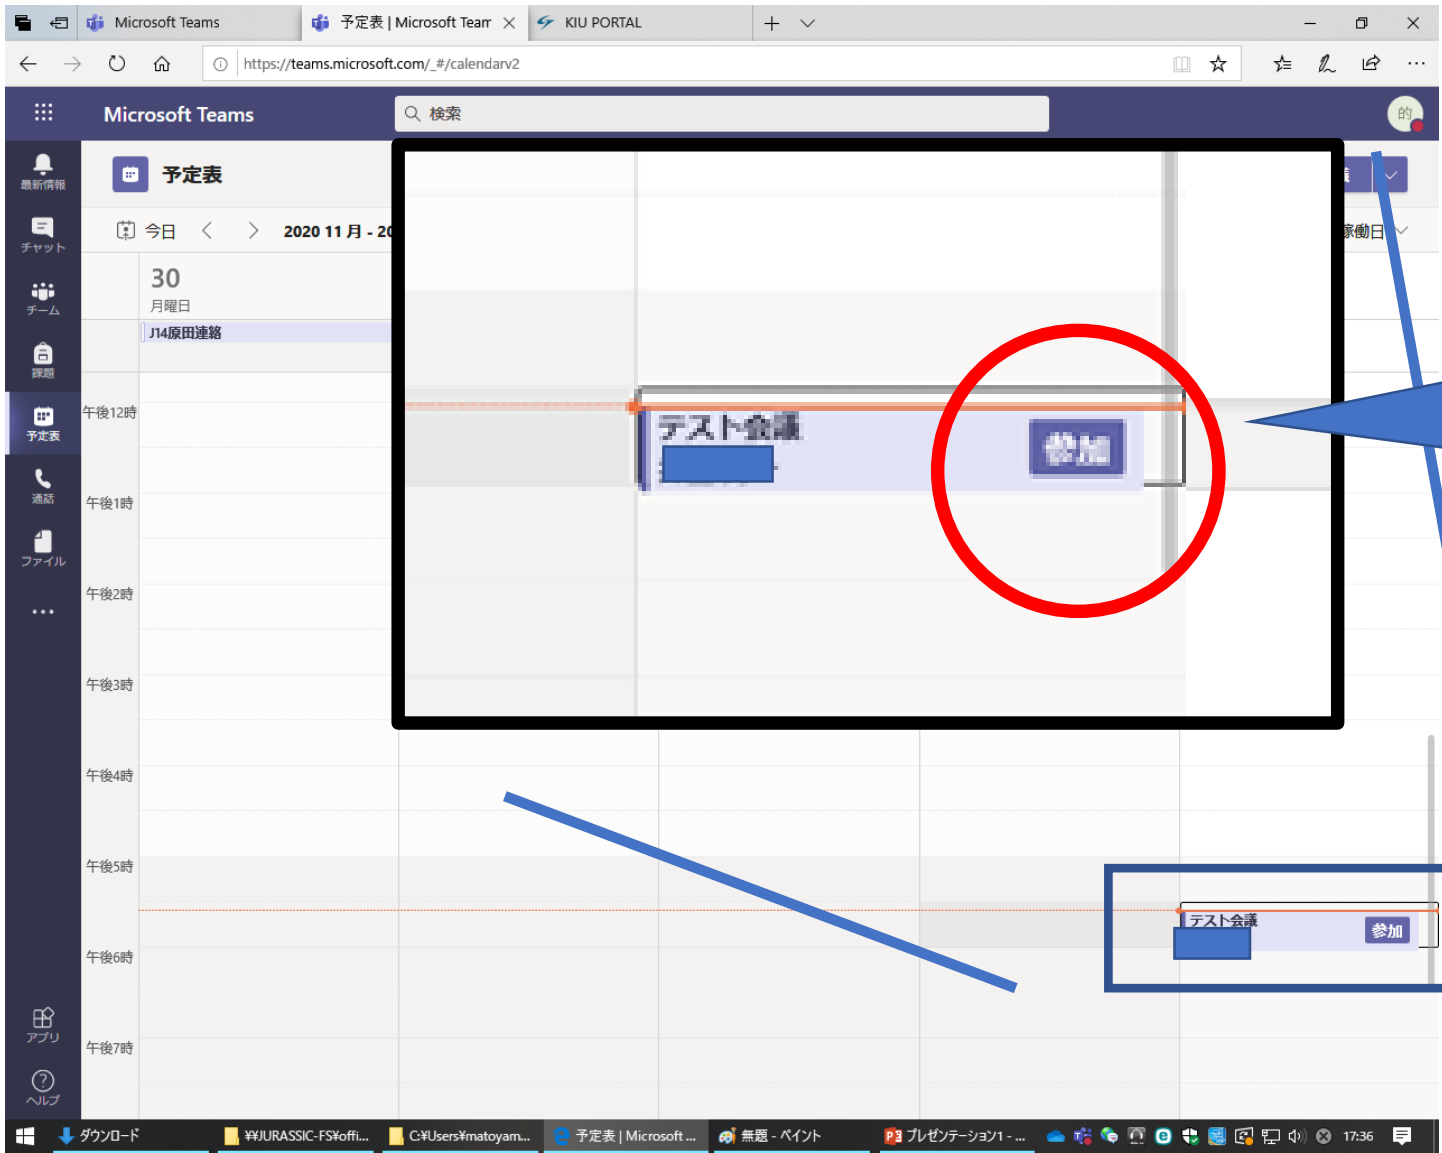 Microsoft Teams
予定表 | Microsoft Tear
KIU PORTAL
https://teams.microsoft.com/_#/calendarv2
Microsoft Teams
検索
的
最新情報
チャット
チーム
課題
予定表
通話
ファイル
アプリ
ヘルプ
予定表
今日
2020 11 月 - 20
稼働日
30
月曜日
J14原田連絡
午後12時
午後1時
午後2時
午後3時
午後4時
午後5時
午後6時
午後7時
テスト会議
参加
テスト会議
参加
ダウンロード
¥¥JURASSIC-FS¥offi...
C:¥Users¥matoyam...
予定表 | Microsoft ...
無題 - ペイント
プレゼンテーション1 - ...
17:36